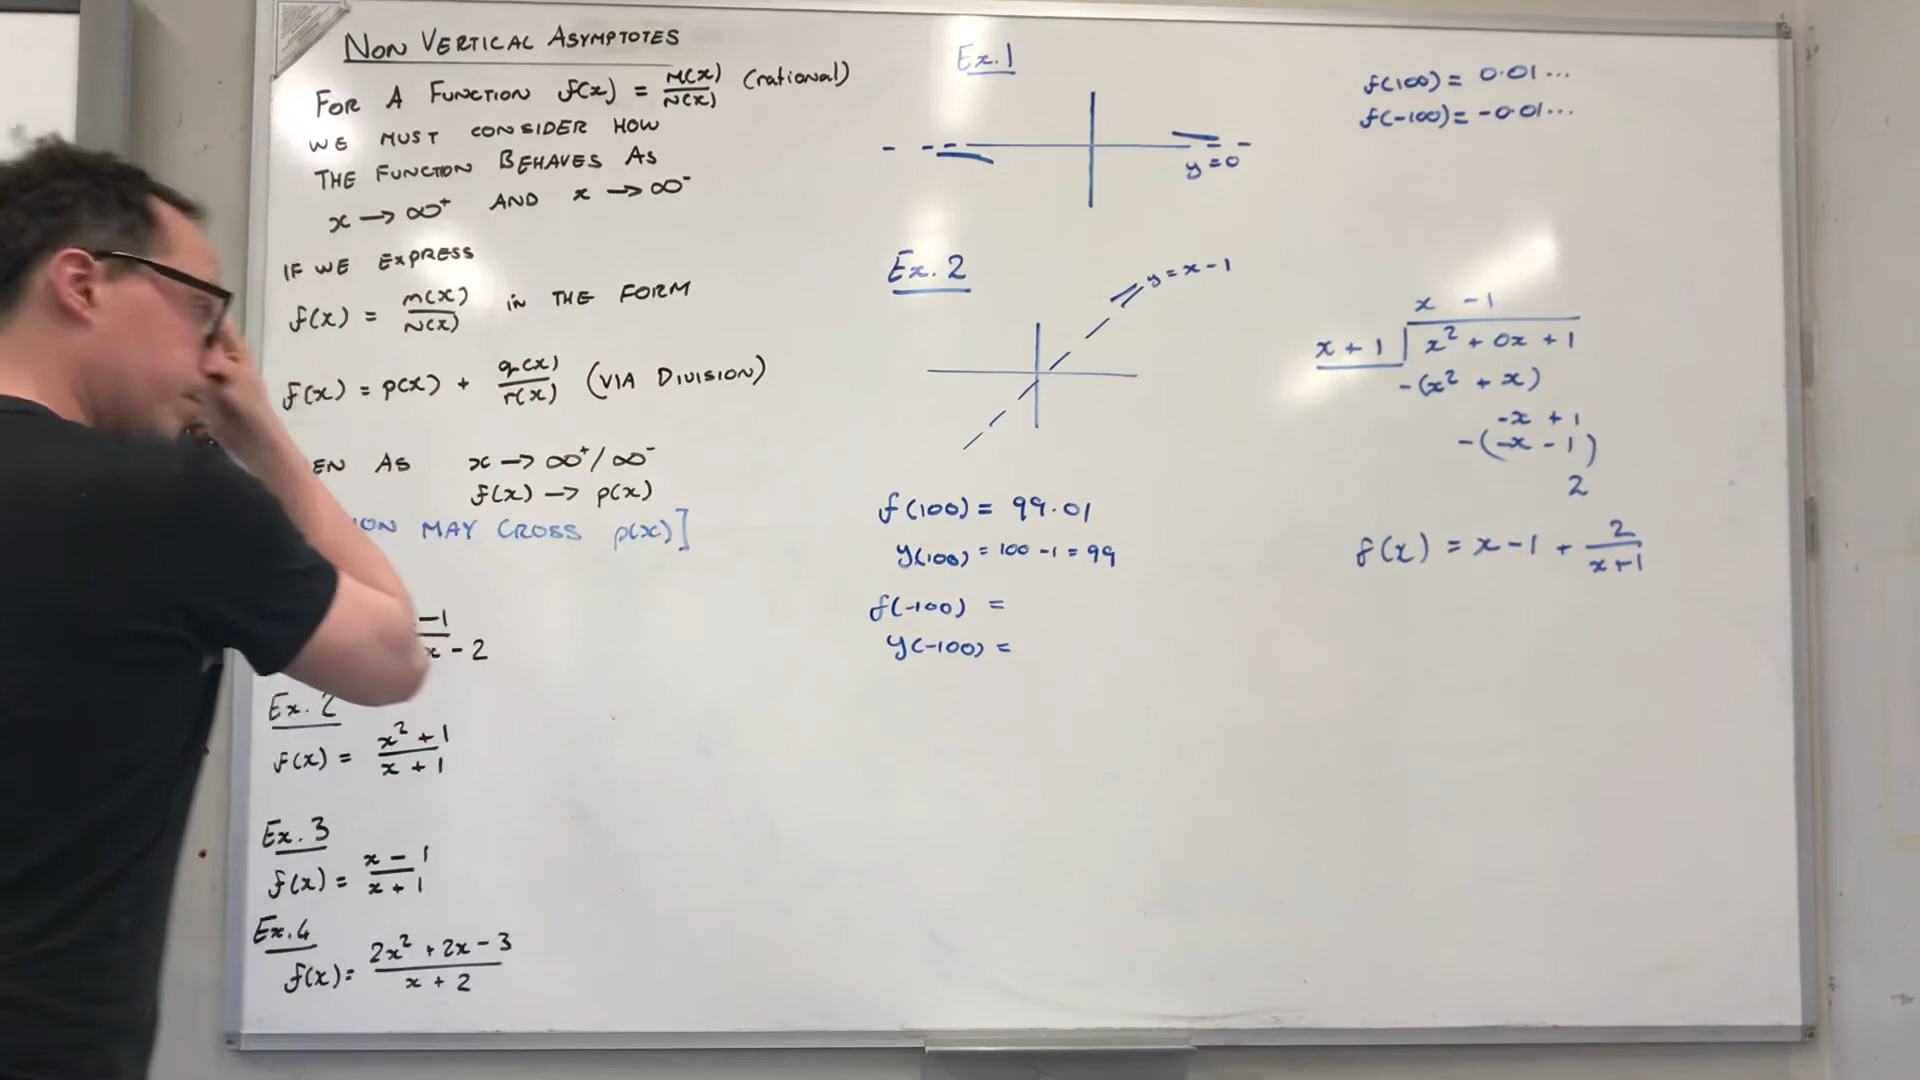 NON VERTICAL ASYMPTOTES
FOR A FUNCTION f(x) = M(x)/N(x) (rational)
WE MUST CONSIDER HOW
THE FUNCTION BEHAVES AS
x → ∞⁺ AND x → ∞⁻
IF WE EXPRESS
f(x) = M(x)/N(x) IN THE FORM
f(x) = p(x) + q(x)/r(x) (VIA DIVISION)
AS x → ∞⁺/∞⁻
f(x) → p(x)
MAY CROSS p(x)]
-1
x - 2
Ex. 2
f(x) = x² + 1 / x + 1
Ex. 3
f(x) = x - 1 / x + 1
Ex. 4
f(x) = 2x² + 2x - 3 / x + 2
Ex. 1
y = 0
f(100) = 0.01...
f(-100) = -0.01...
Ex. 2
y = x - 1
f(100) = 99.01
y(100) = 100 - 1 = 99
f(-100) =
y(-100) =
x - 1
x + 1 x² + 0x + 1
-(x² + x)
-x + 1
-(-x - 1)
2
f(x) = x - 1 + 2/x+1